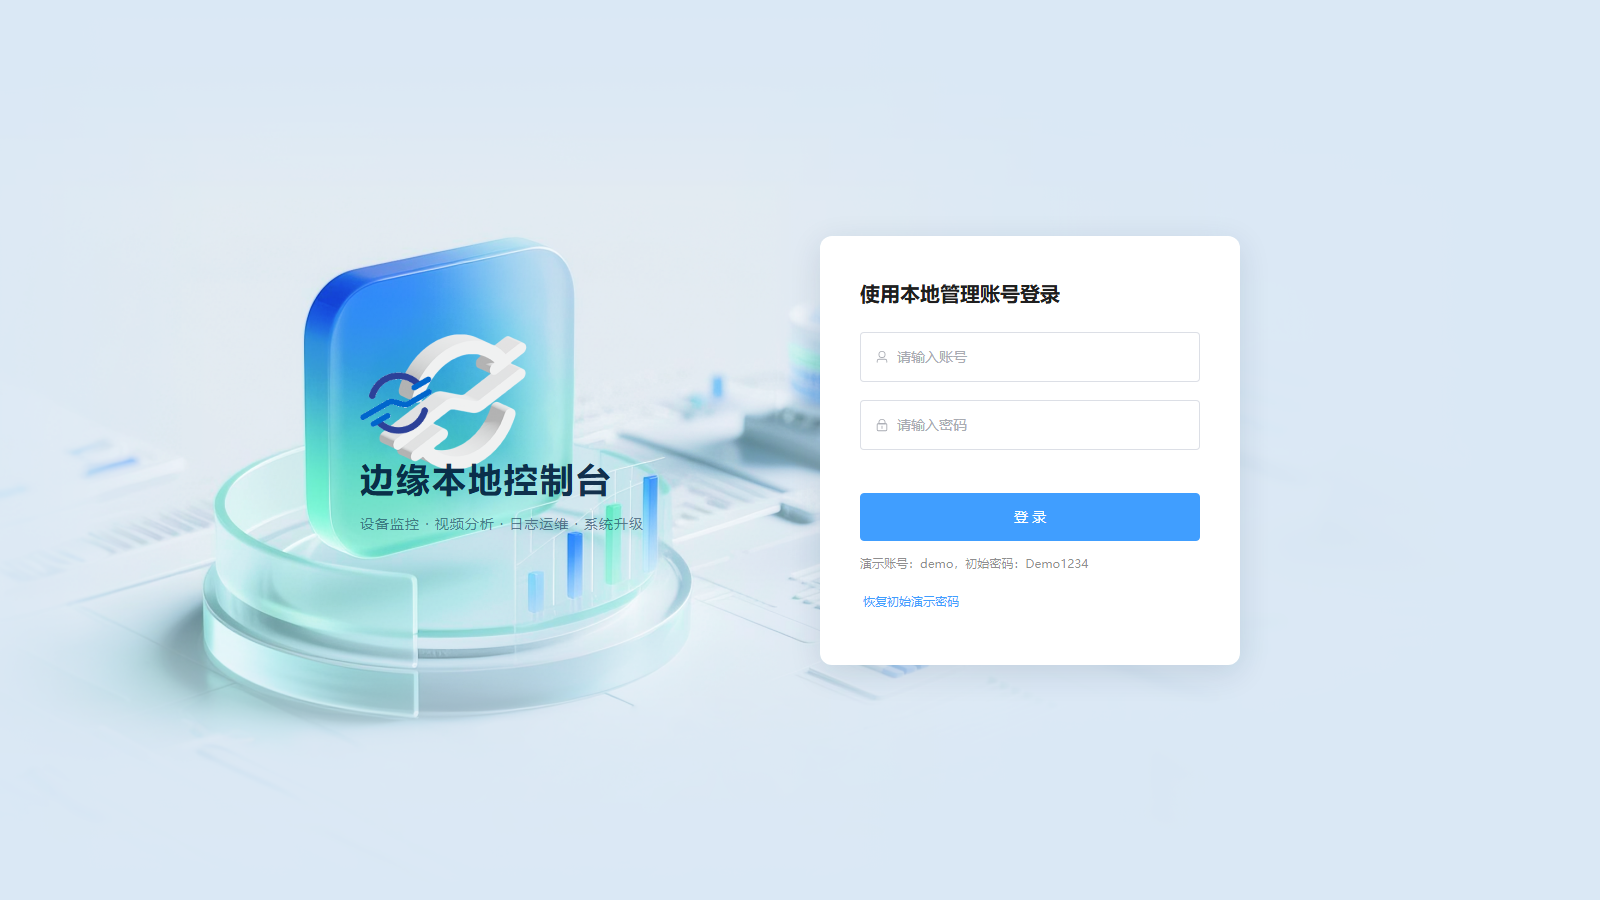 边缘本地控制台
设备监控 · 视频分析 · 日志运维 · 系统升级
使用本地管理账号登录
请输入账号
请输入密码
登 录
演示账号：demo，初始密码：Demo1234
恢复初始演示密码